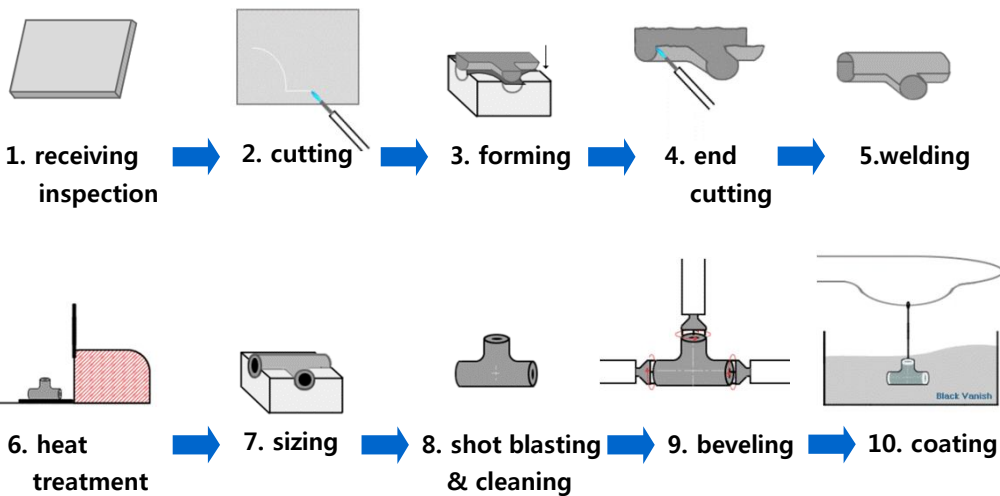 1. receiving
inspection
2. cutting
3. forming
4. end
cutting
5.welding
Black Vanish
6. heat
treatment
7. sizing
8. shot blasting
& cleaning
9. beveling
10. coating